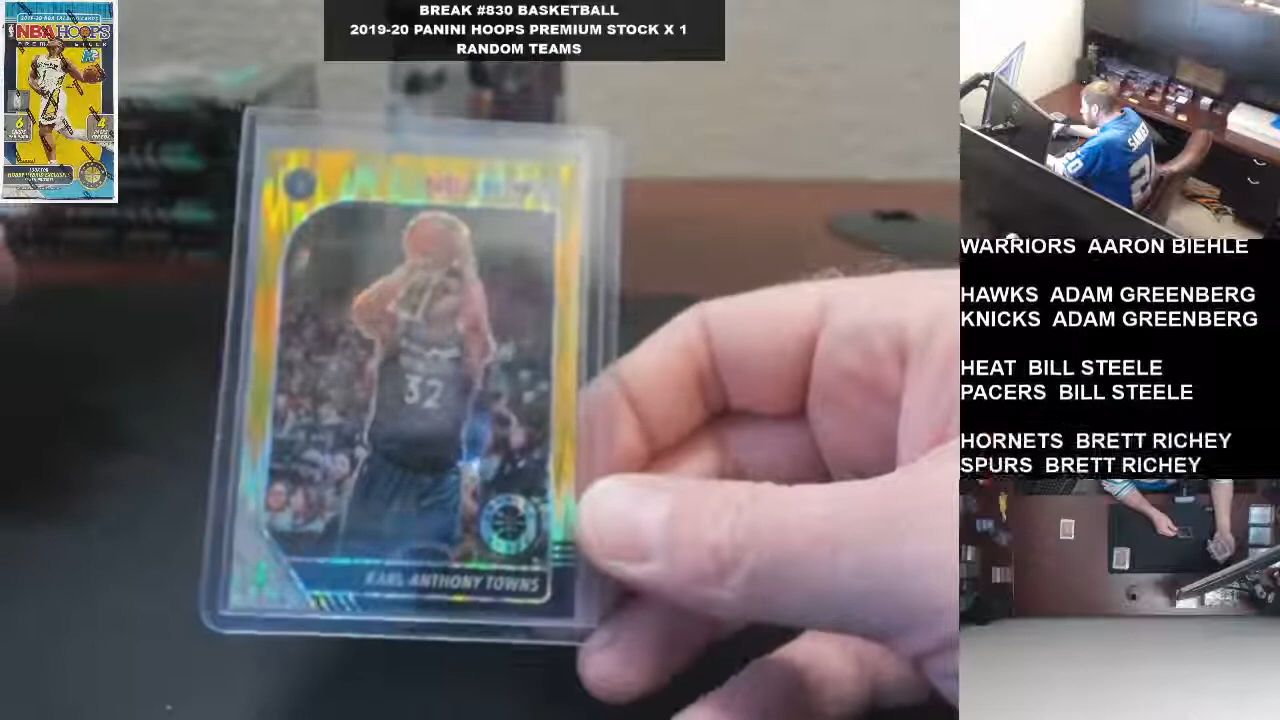 BREAK #830 BASKETBALL
2019-20 PANINI HOOPS PREMIUM STOCK X 1
RANDOM TEAMS
NBA HOOPS
6
4
32
KARL-ANTHONY TOWNS
WARRIORS AARON BIEHLE
HAWKS ADAM GREENBERG
KNICKS ADAM GREENBERG
HEAT BILL STEELE
PACERS BILL STEELE
HORNETS BRETT RICHEY
SPURS BRETT RICHEY